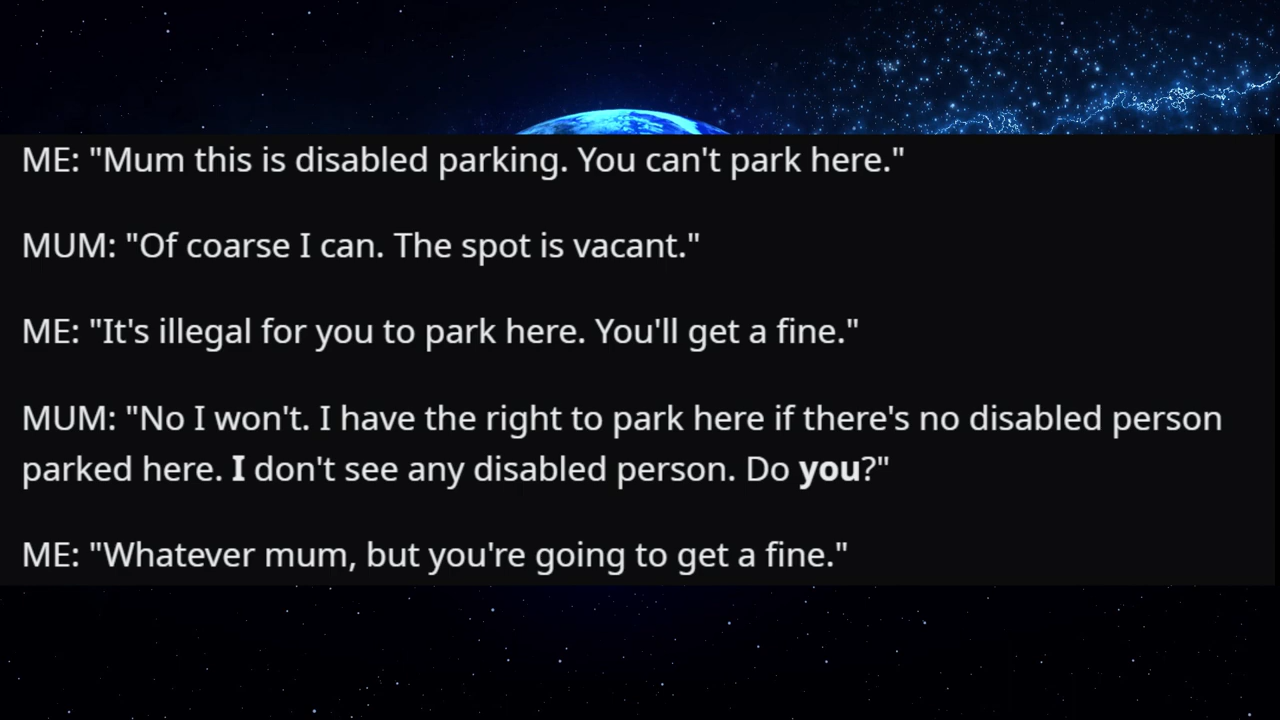 ME: "Mum this is disabled parking. You can't park here."
MUM: "Of coarse I can. The spot is vacant."
ME: "It's illegal for you to park here. You'll get a fine."
MUM: "No I won't. I have the right to park here if there's no disabled person
parked here. I don't see any disabled person. Do you?"
ME: "Whatever mum, but you're going to get a fine."